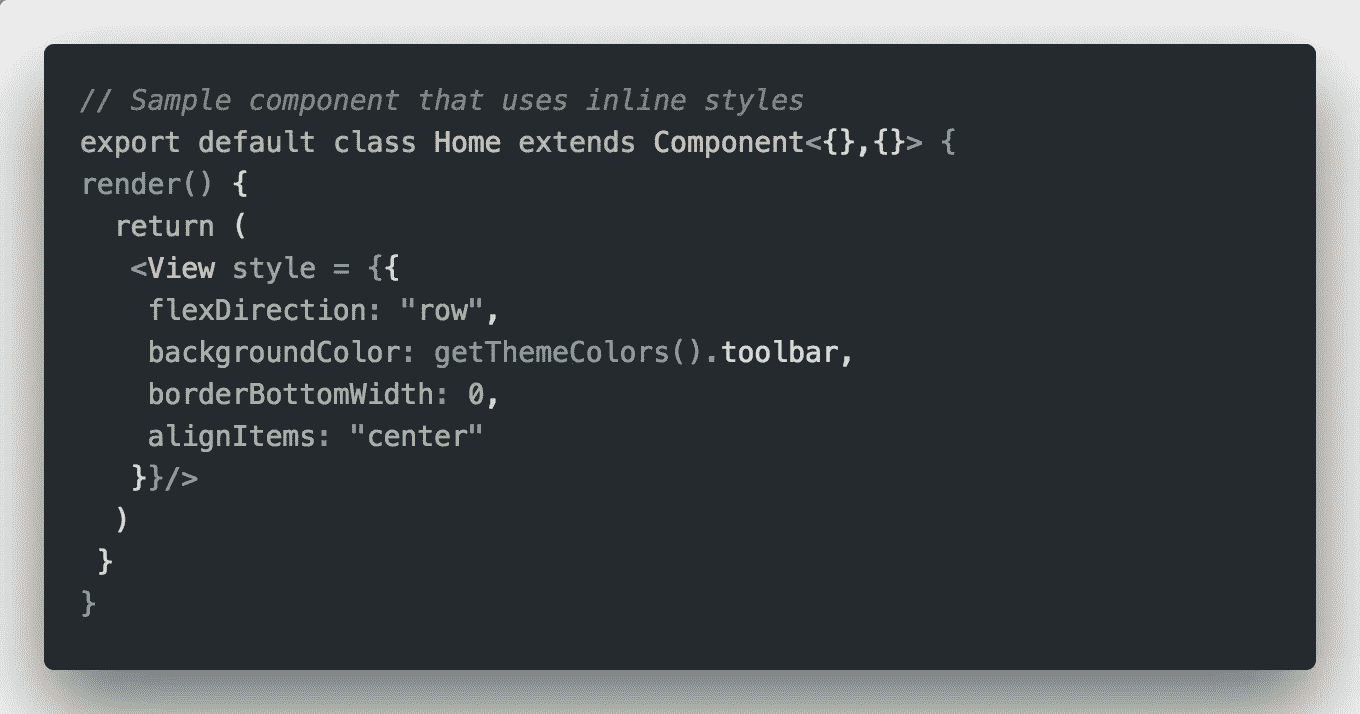 // Sample component that uses inline styles
export default class Home extends Component<{},{}> {
render() {
  return (
   <View style = {{
    flexDirection: "row",
    backgroundColor: getThemeColors().toolbar,
    borderBottomWidth: 0,
    alignItems: "center"
   }}/>
  )
 }
}